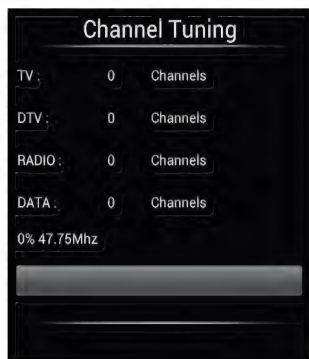 Channel Tuning
TV : 0 Channels
DTV : 0 Channels
RADIO : 0 Channels
DATA : 0 Channels
0% 47.75Mhz